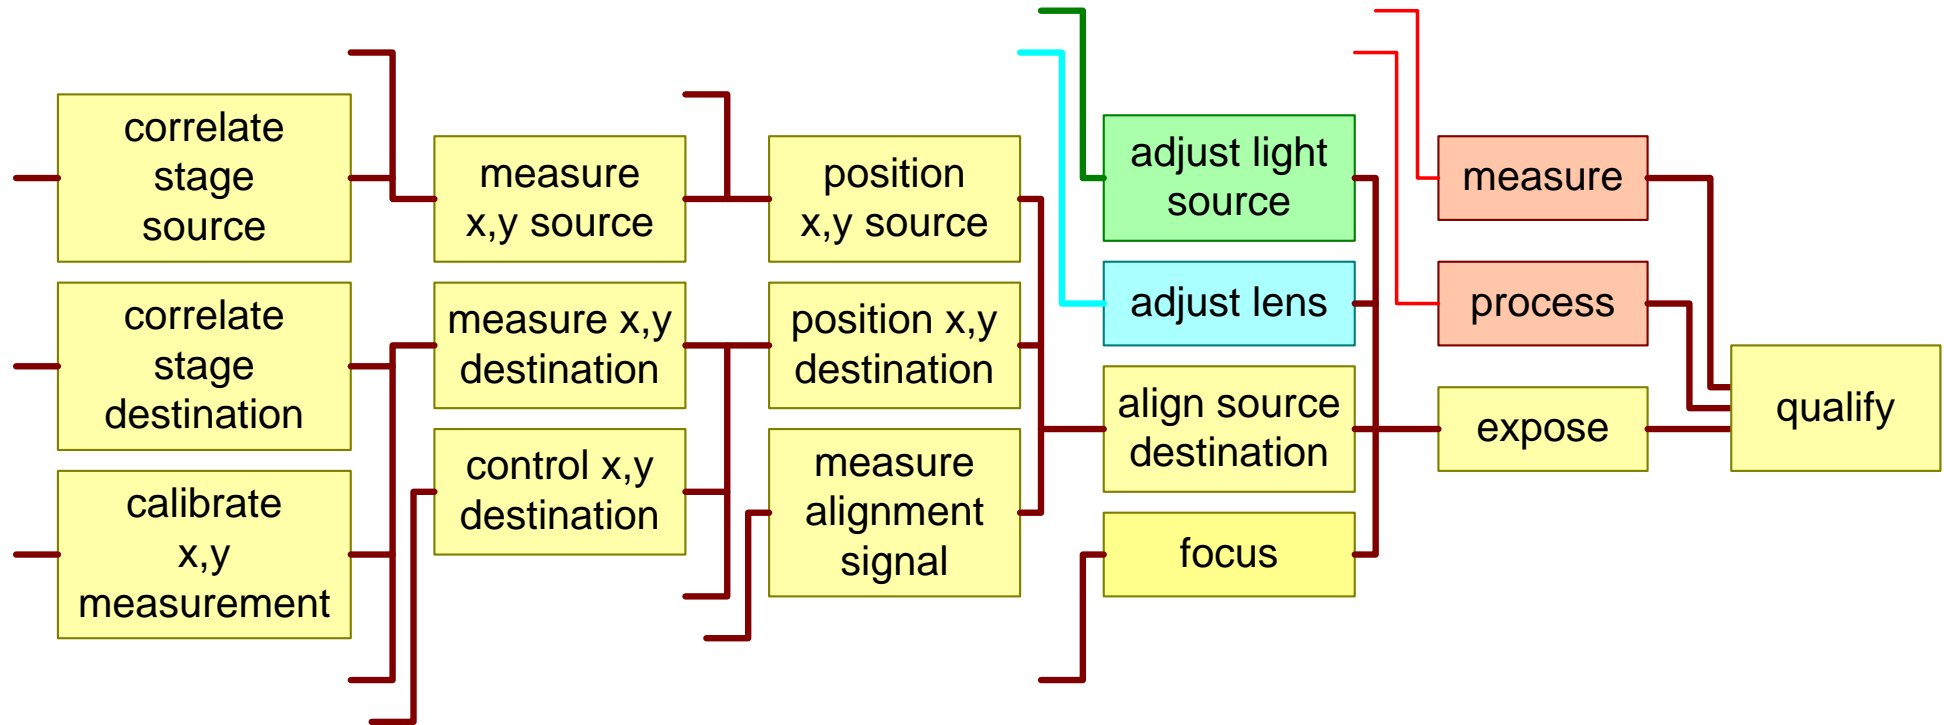 correlate
stage
source
correlate
stage
destination
calibrate
x,y
measurement
measure
x,y source
measure x,y
destination
control x,y
destination
position
x,y source
position x,y
destination
measure
alignment
signal
adjust light
source
adjust lens
align source
destination
focus
measure
process
expose
qualify